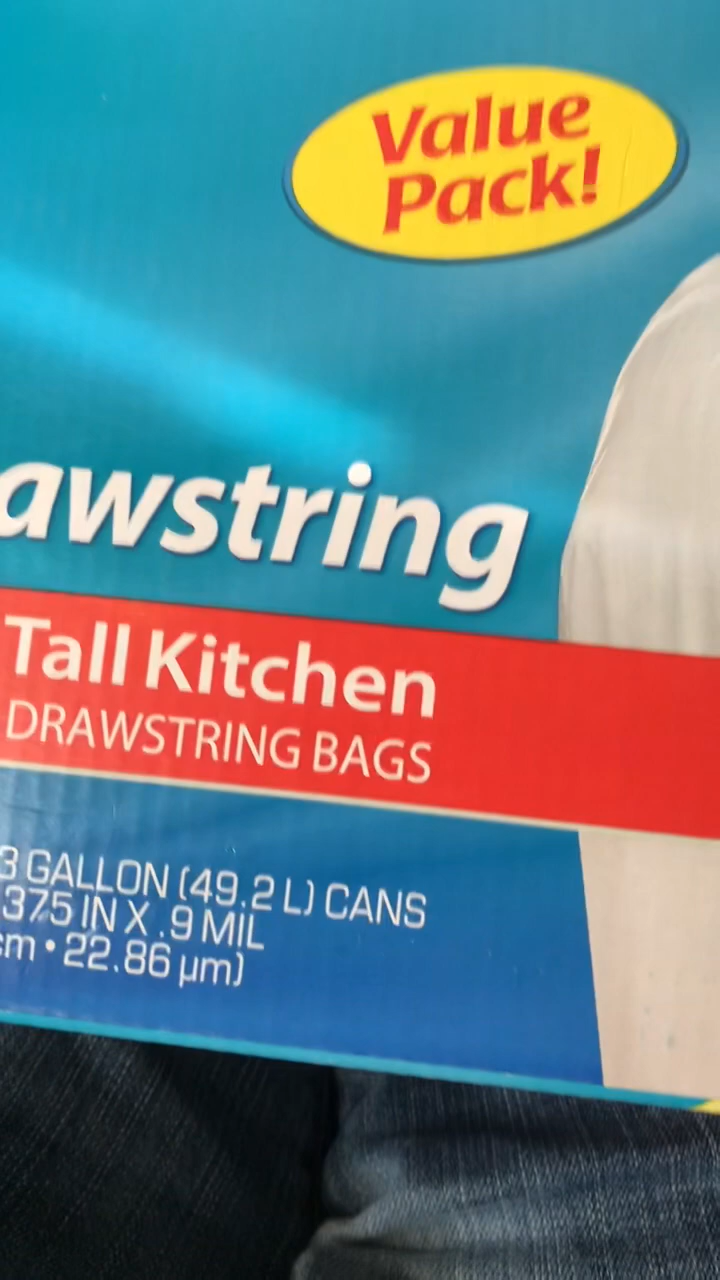 Value
Pack!
awstring
Tall Kitchen
DRAWSTRING BAGS
3 GALLON (49.2 L) CANS
375 IN X .9 MIL
cm • 22.86 µm)